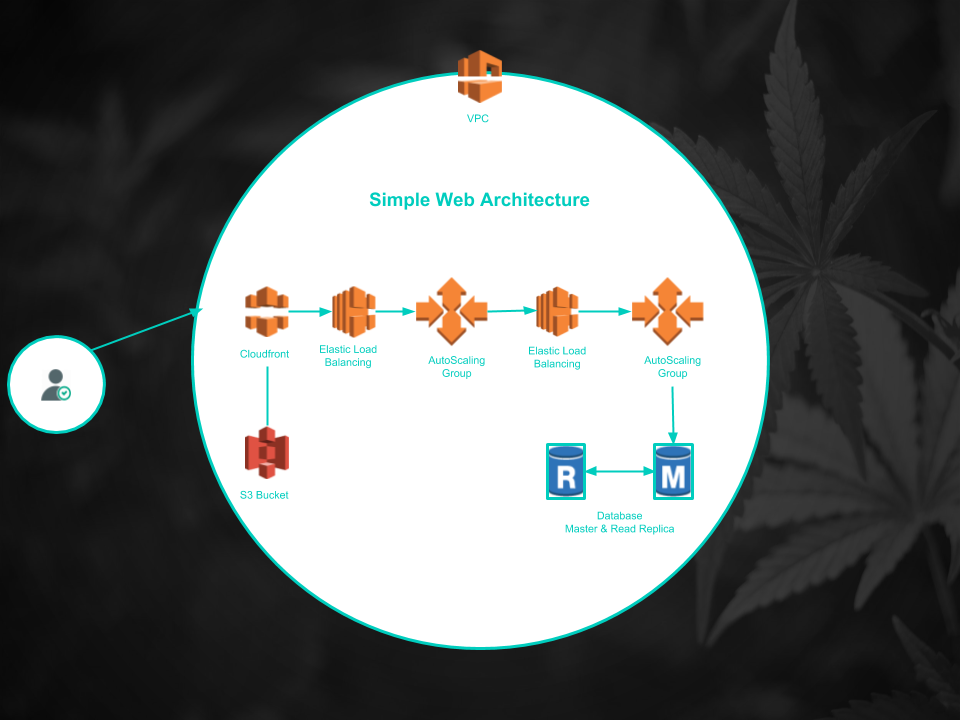 VPC
Simple Web Architecture
Cloudfront
Elastic Load
Balancing
AutoScaling
Group
Elastic Load
Balancing
AutoScaling
Group
S3 Bucket
R
M
Database
Master & Read Replica